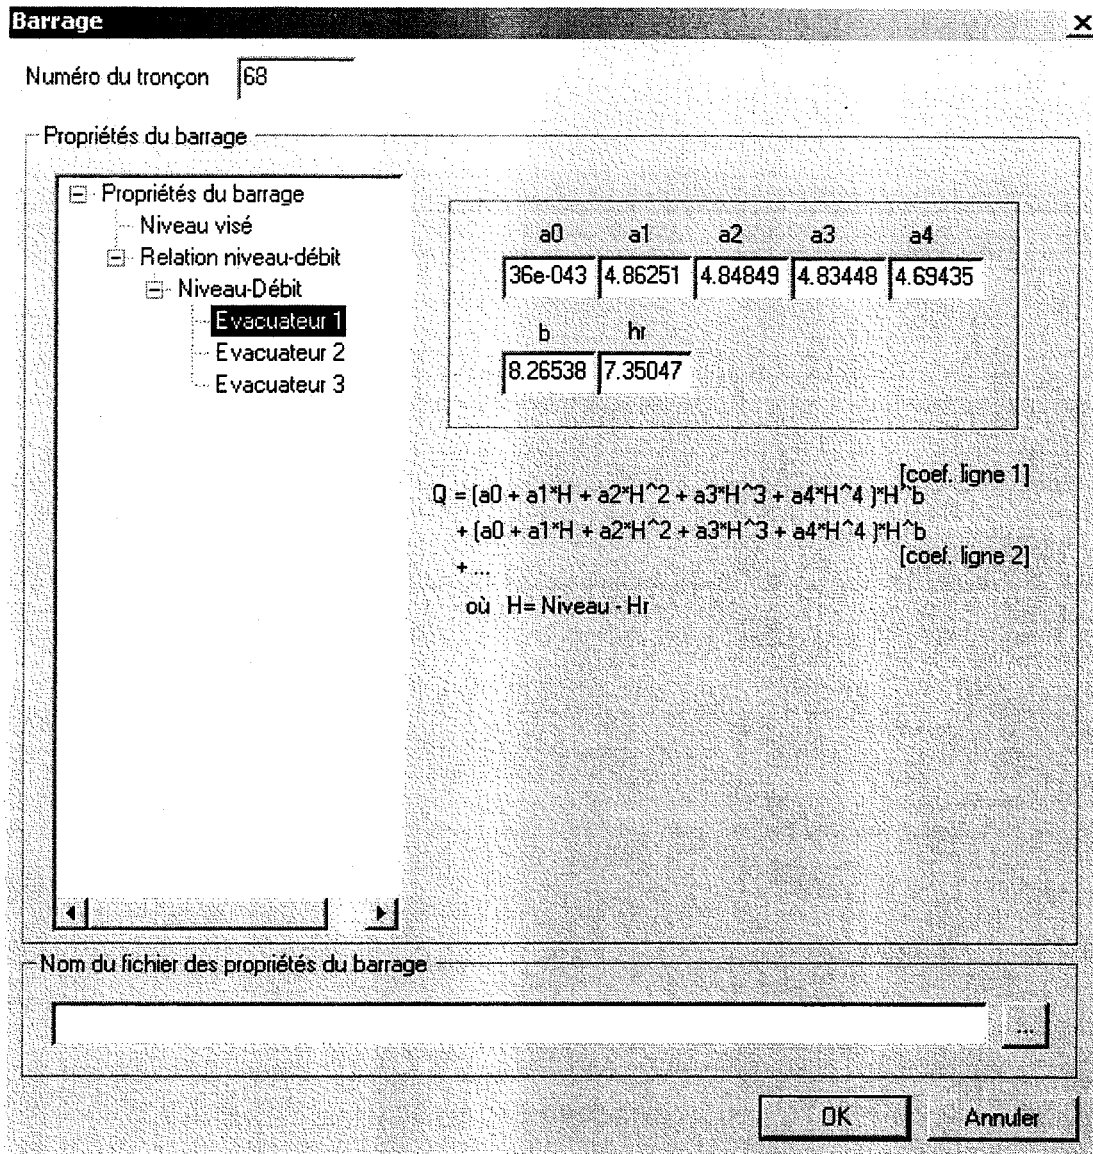 Barrage
Numéro du tronçon 68
Propriétés du barrage
Propriétés du barrage
Niveau visé
Relation niveau-débit
Niveau-Débit
Evacuateur 1
Evacuateur 2
Evacuateur 3
a0 a1 a2 a3 a4
36e-043 4.86251 4.84849 4.83448 4.69435
b hr
8.26538 7.35047
[coef. ligne 1]
Q = (a0 + a1*H + a2*H^2 + a3*H^3 + a4*H^4 )*H^b
+ (a0 + a1*H + a2*H^2 + a3*H^3 + a4*H^4 )*H^b
[coef. ligne 2]
+ ...
où H= Niveau - Hr
Nom du fichier des propriétés du barrage
...
OK Annuler